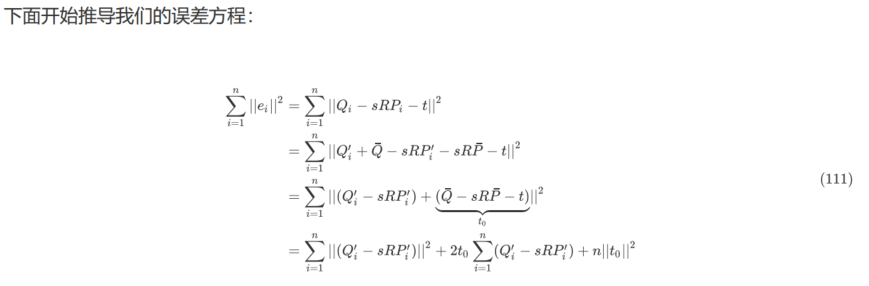 下面开始推导我们的误差方程：
$$\sum_{i=1}^{n} ||e_i||^2 = \sum_{i=1}^{n} ||Q_i - sRP_i - t||^2$$
$$= \sum_{i=1}^{n} ||Q_i' + \bar{Q} - sRP_i' - sR\bar{P} - t||^2$$
$$= \sum_{i=1}^{n} ||(Q_i' - sRP_i') + \underbrace{(\bar{Q} - sR\bar{P} - t)}_{t_0}||^2$$
(111)
$$= \sum_{i=1}^{n} ||(Q_i' - sRP_i')||^2 + 2t_0 \sum_{i=1}^{n} (Q_i' - sRP_i') + n||t_0||^2$$